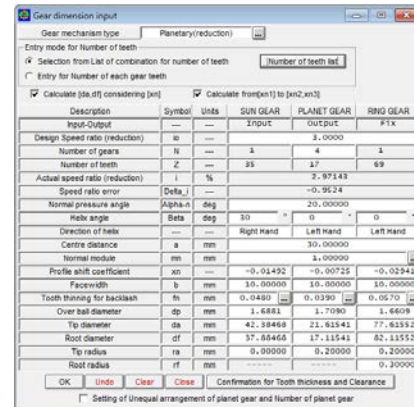 Gear dimension input
Gear mechanism type Planetary(reduction) ...
Entry mode for Number of teeth
Selection from List of combination for number of teeth Number of teeth list
Entry for Number of each gear teeth
Calculate [da,df] considering [xn] Calculate from[xn1] to [xn2,xn3]
Description Symbol Units SUN GEAR PLANET GEAR RING GEAR
Input-Output --- --- Input Output Fix
Design Speed ratio (reduction) io 3.0000
Number of gears N --- 1 4 1
Number of teeth Z --- 35 17 69
Actual speed ratio (reduction) i % 2.97143
Speed ratio error Delta_i -0.9524
Normal pressure angle Alpha-n deg 20.00000
Helix angle Beta deg 30 ° 0 ° 0 °
Direction of helix --- --- Right Hand Left Hand Left Hand
Centre distance a mm 30.00000
Normal module mn mm 1.00000
Profile shift coefficient xn --- -0.01492 -0.00725 -0.02941
Facewidth b mm 10.00000 10.00000 10.00000
Tooth thinning for backlash fn mm 0.0480 ... 0.0390 ... 0.0570 ...
Over ball diameter dp mm 1.6881 1.7090 1.6609
Tip diameter da mm 42.38468 21.61541 77.61552
Root diameter df mm 37.88468 17.11541 82.11552
Tip radius ra mm 0.00000 0.20000 0.20000
Root radius rf mm ----- ----- 0.30000
OK Undo Clear Close Confirmation for Tooth thickness and Clearance
Setting of Unequal arrangement of planet gear and Number of planet gear